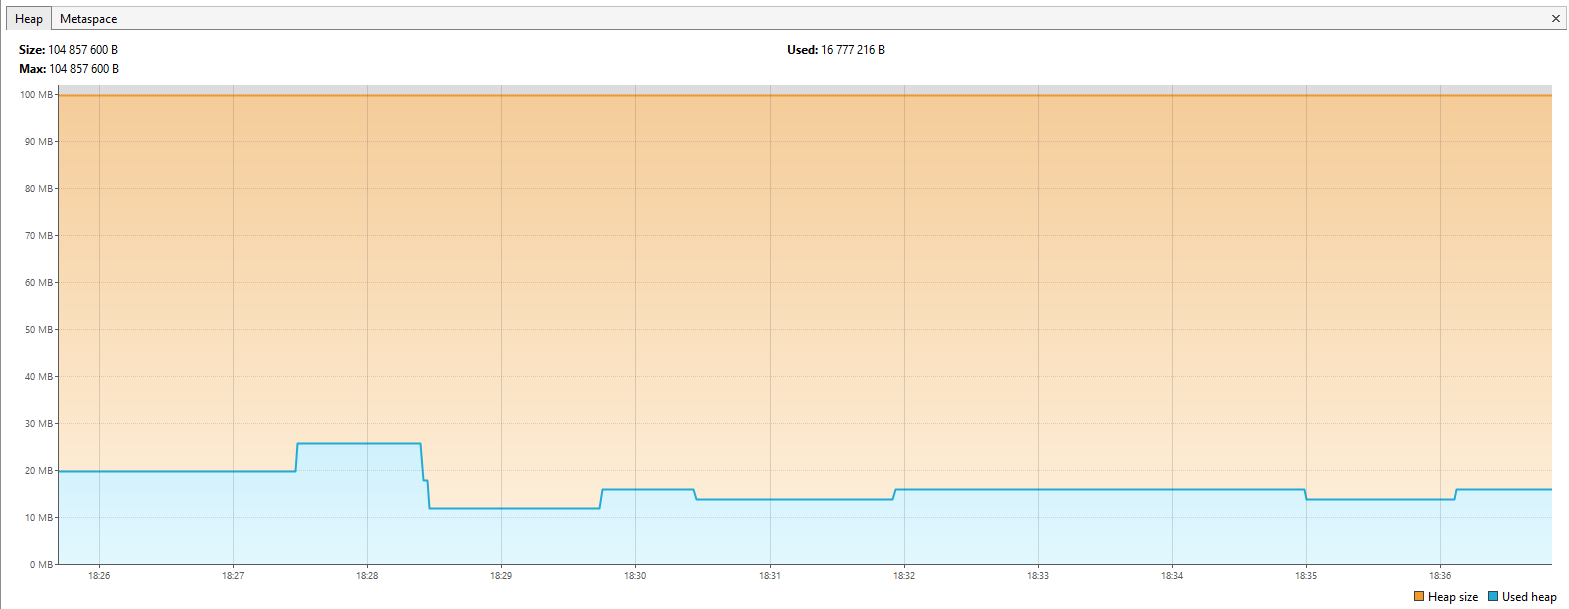 Heap Metaspace ×
Size: 104 857 600 B Used: 16 777 216 B
Max: 104 857 600 B
100 MB
90 MB
80 MB
70 MB
60 MB
50 MB
40 MB
30 MB
20 MB
10 MB
0 MB
18:26 18:27 18:28 18:29 18:30 18:31 18:32 18:33 18:34 18:35 18:36
Heap size Used heap